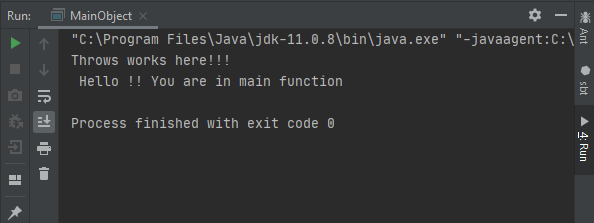 Run: MainObject
"C:\Program Files\Java\jdk-11.0.8\bin\java.exe" "-javaagent:C:\
Throws works here!!!
 Hello !! You are in main function
Process finished with exit code 0
Ant
sbt
4: Run